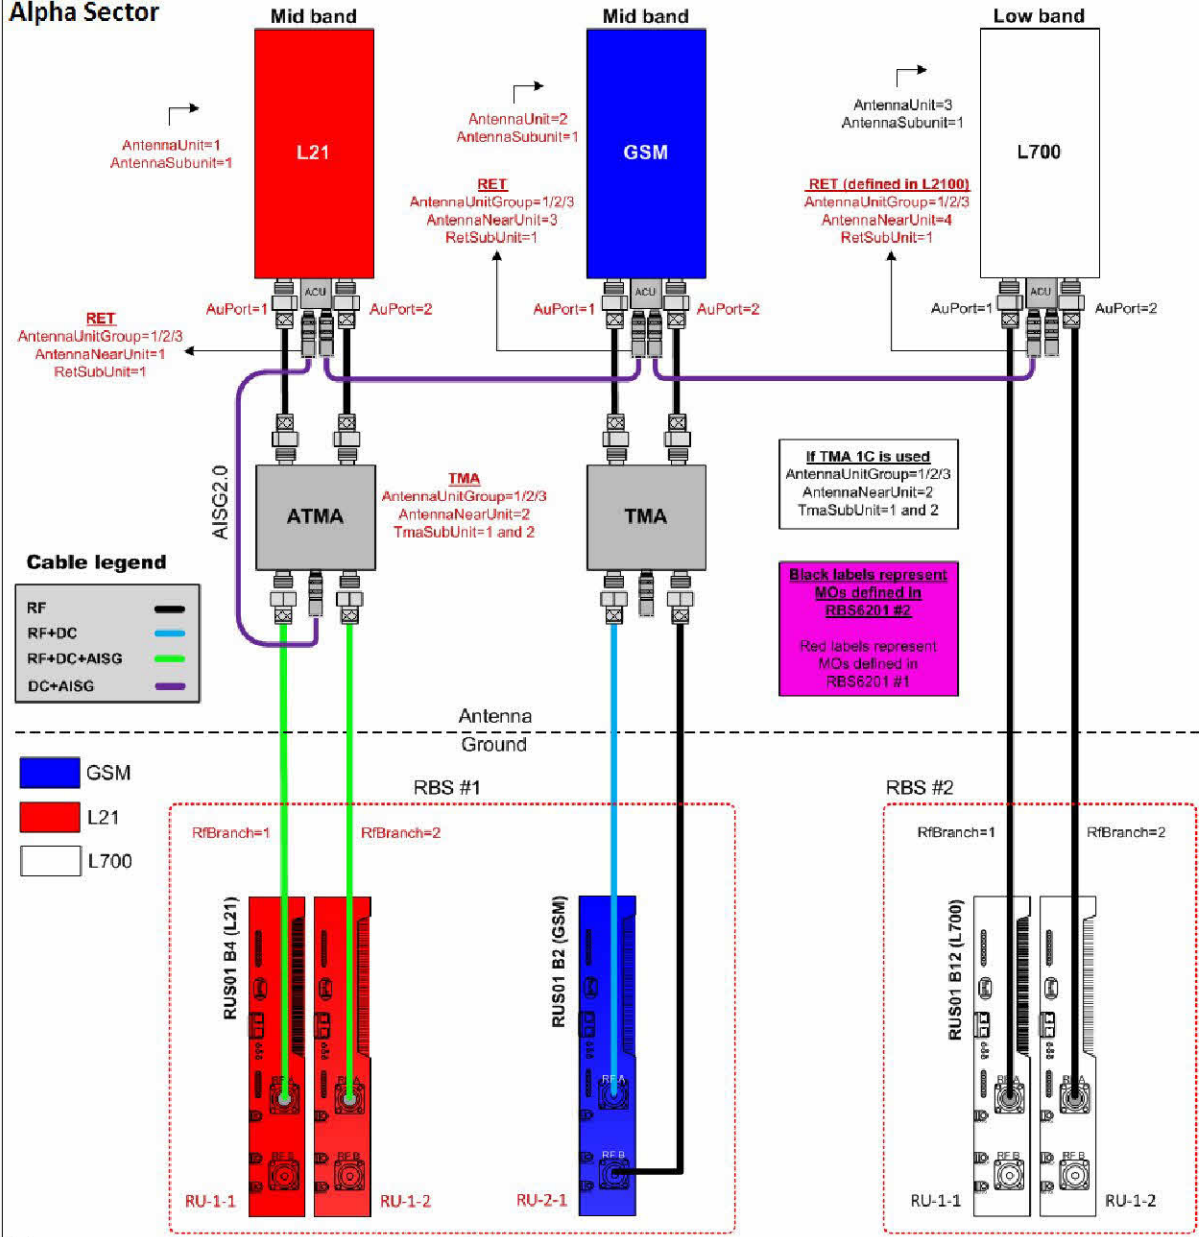 Alpha Sector
Mid band
Mid band
Low band
AntennaUnit=1
AntennaSubunit=1
L21
AntennaUnit=2
AntennaSubunit=1
GSM
AntennaUnit=3
AntennaSubunit=1
L700
RET
AntennaUnitGroup=1/2/3
AntennaNearUnit=3
RetSubUnit=1
RET (defined in L2100)
AntennaUnitGroup=1/2/3
AntennaNearUnit=4
RetSubUnit=1
ACU
ACU
ACU
AuPort=1
AuPort=2
AuPort=1
AuPort=2
AuPort=1
AuPort=2
RET
AntennaUnitGroup=1/2/3
AntennaNearUnit=1
RetSubUnit=1
AISG2.0
ATMA
TMA
AntennaUnitGroup=1/2/3
AntennaNearUnit=2
TmaSubUnit=1 and 2
TMA
If TMA 1C is used
AntennaUnitGroup=1/2/3
AntennaNearUnit=2
TmaSubUnit=1 and 2
Cable legend
RF
RF+DC
RF+DC+AISG
DC+AISG
Black labels represent
MOs defined in
RBS6201 #2
Red labels represent
MOs defined in
RBS6201 #1
Antenna
Ground
GSM
L21
L700
RBS #1
RBS #2
RfBranch=1
RfBranch=2
RfBranch=1
RfBranch=2
RUS01 B4 (L21)
RUS01 B2 (GSM)
RUS01 B12 (L700)
RF A
RF A
RF A
RF A
RF A
RF B
RF B
RF B
RF B
RF B
RU-1-1
RU-1-2
RU-2-1
RU-1-1
RU-1-2